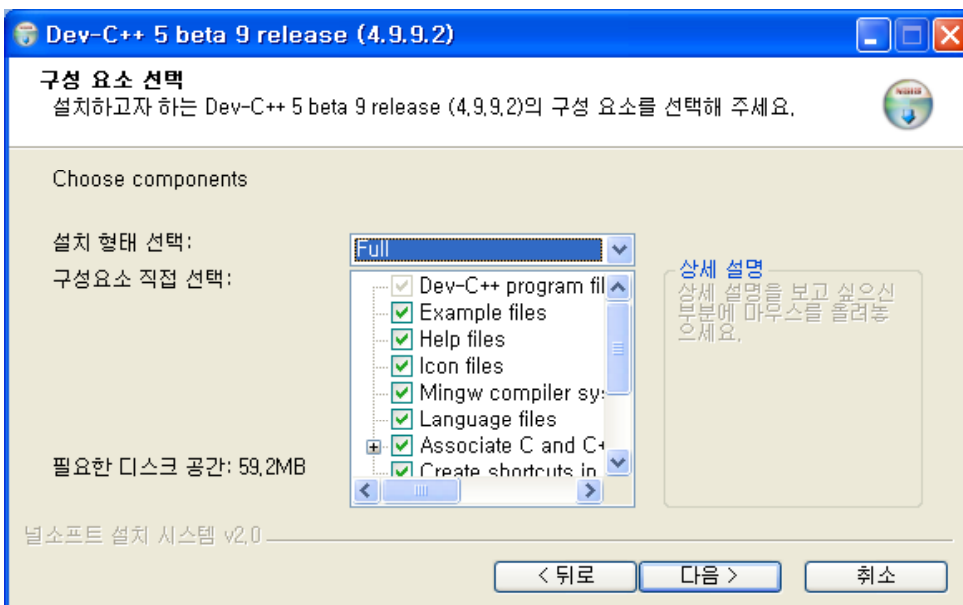 Dev-C++ 5 beta 9 release (4.9.9.2)
구성 요소 선택
설치하고자 하는 Dev-C++ 5 beta 9 release (4,9,9,2)의 구성 요소를 선택해 주세요.
Choose components
설치 형태 선택:
Full
구성요소 직접 선택:
Dev-C++ program fil
Example files
Help files
Icon files
Mingw compiler sy
Language files
Associate C and C+
Create shortcuts in
상세 설명
상세 설명을 보고 싶으신
부분에 마우스를 올려놓
으세요.
필요한 디스크 공간: 59,2MB
널소프트 설치 시스템 v2,0
< 뒤로
다음 >
취소